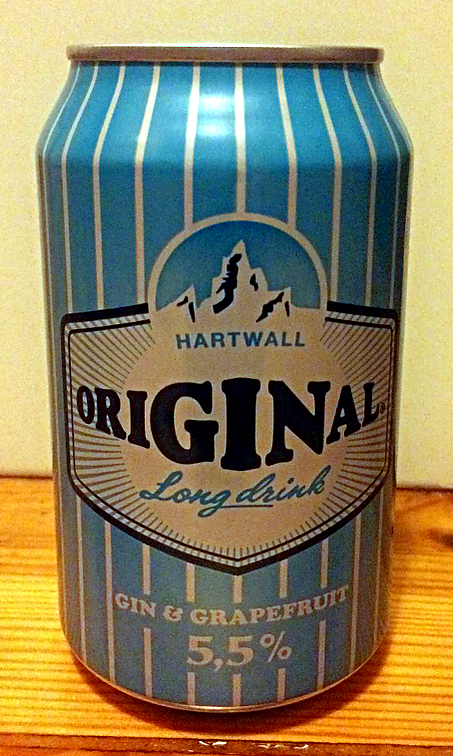 HARTWALL
ORIGINAL®
Long drink
GIN & GRAPEFRUIT
5,5%